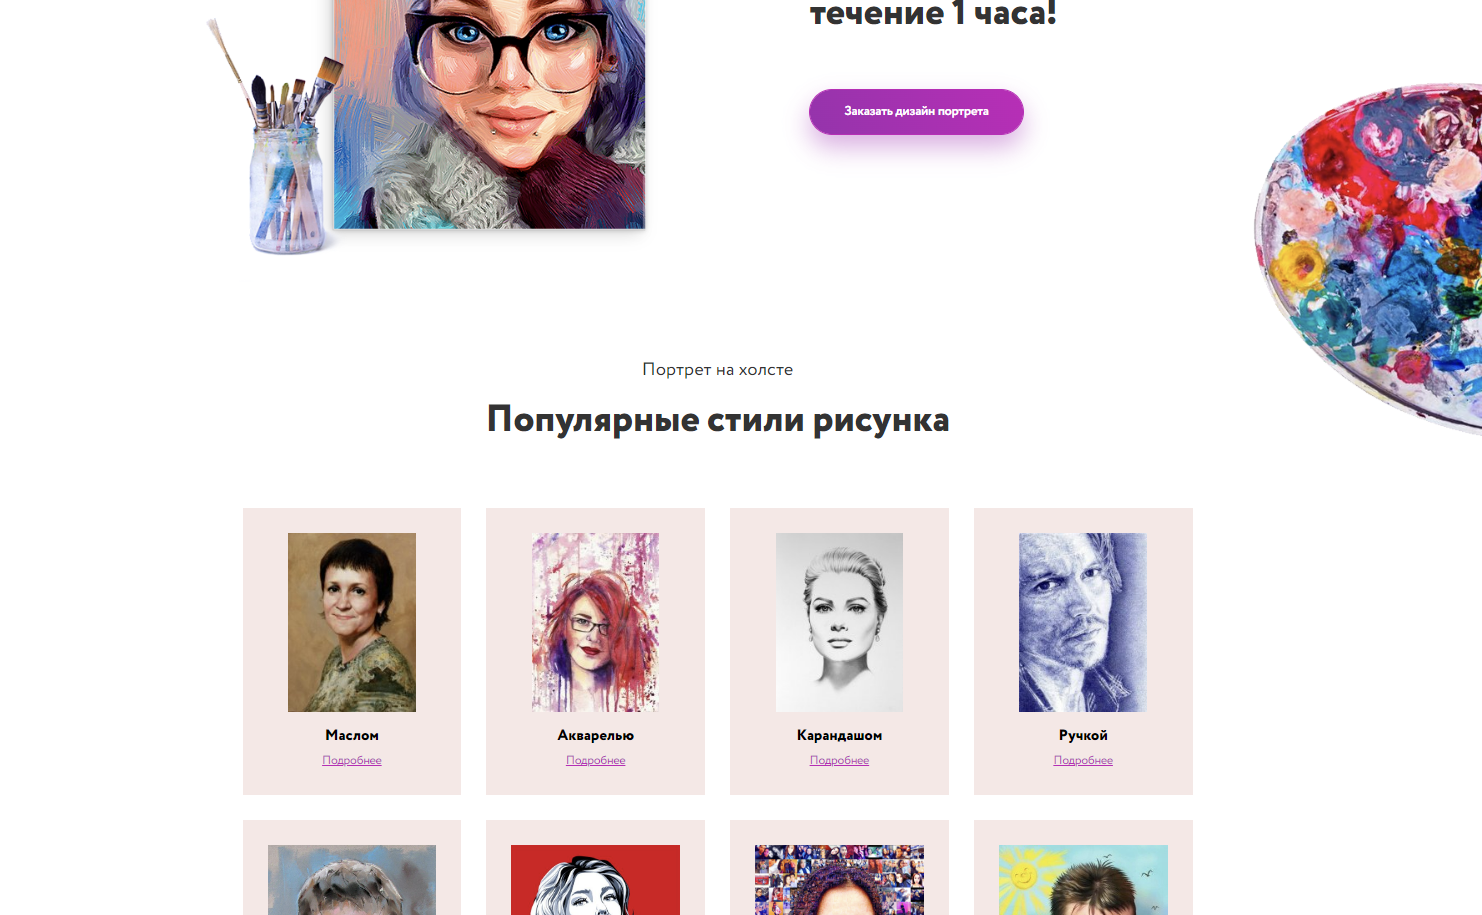 течение 1 часа!
Заказать дизайн портрета
Портрет на холсте
Популярные стили рисунка
Маслом
Подробнее
Акварелью
Подробнее
Карандашом
Подробнее
Ручкой
Подробнее